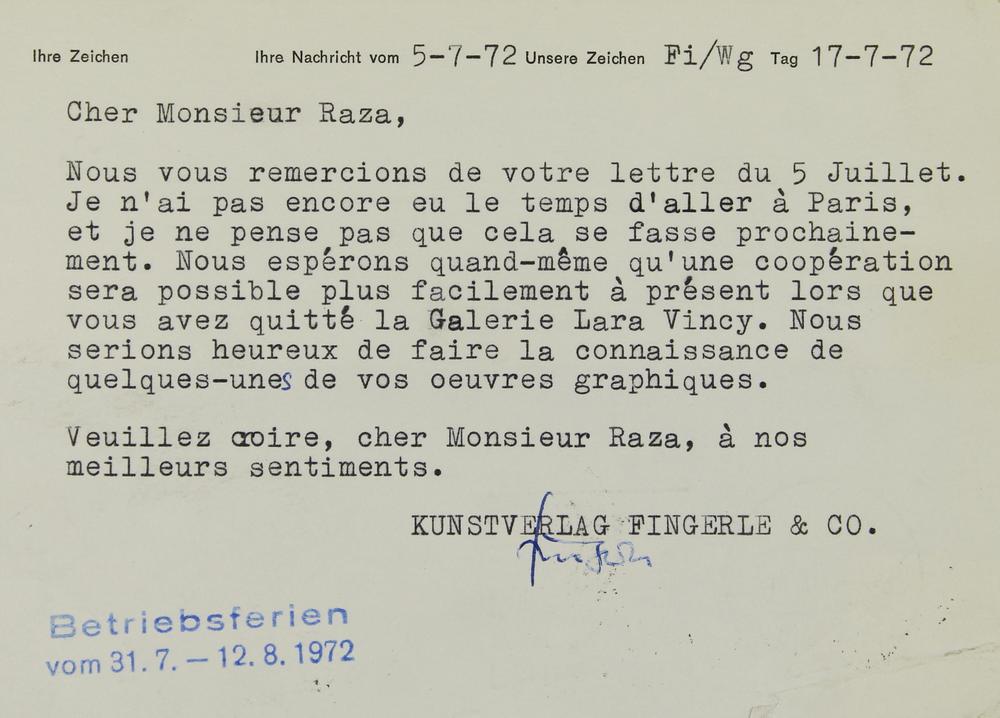 Ihre Zeichen Ihre Nachricht vom 5-7-72 Unsere Zeichen Fi/Wg Tag 17-7-72
Cher Monsieur Raza,
Nous vous remercions de votre lettre du 5 Juillet.
Je n'ai pas encore eu le temps d'aller à Paris,
et je ne pense pas que cela se fasse prochaine-
ment. Nous espérons quand-même qu'une coopération
sera possible plus facilement à présent lors que
vous avez quitté la Galerie Lara Vincy. Nous
serions heureux de faire la connaissance de
quelques-unes de vos oeuvres graphiques.
Veuillez croire, cher Monsieur Raza, à nos
meilleurs sentiments.
KUNSTVERLAG FINGERLE & CO.
Betriebsferien
vom 31. 7. – 12. 8. 1972